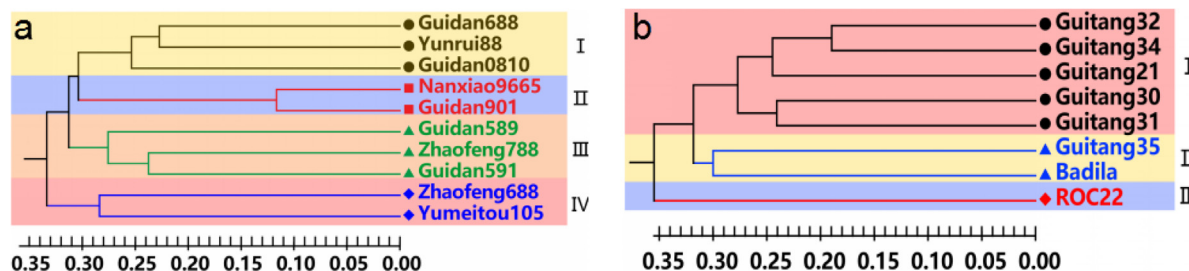 a
Guidan688
Yunrui88
Guidan0810
I
Nanxiao9665
Guidan901
II
Guidan589
Zhaofeng788
Guidan591
III
Zhaofeng688
Yumeitou105
IV
0.35 0.30 0.25 0.20 0.15 0.10 0.05 0.00
b
Guitang32
Guitang34
Guitang21
Guitang30
Guitang31
Guitang35
Badila
ROC22
0.35 0.30 0.25 0.20 0.15 0.10 0.05 0.00